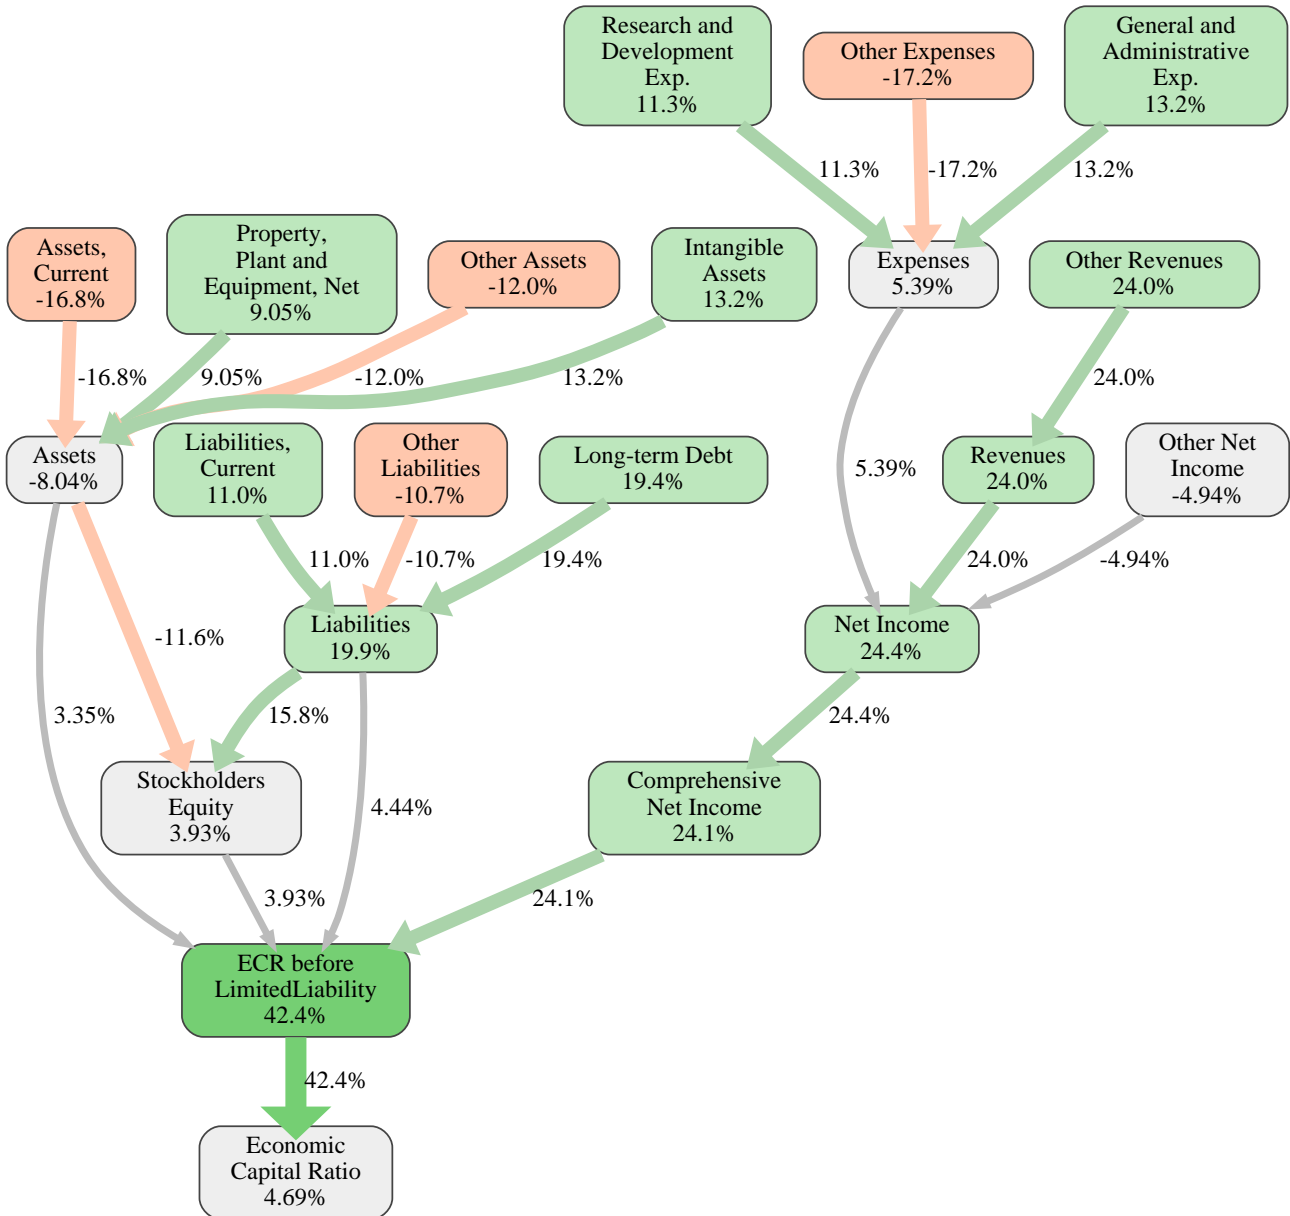 Research and
Development
Exp.
11.3%
Other Expenses
-17.2%
General and
Administrative
Exp.
13.2%
11.3%
-17.2%
13.2%
Assets,
Current
-16.8%
Property,
Plant and
Equipment, Net
9.05%
Other Assets
-12.0%
Intangible
Assets
13.2%
Expenses
5.39%
Other Revenues
24.0%
-16.8%
9.05%
-12.0%
13.2%
24.0%
Assets
-8.04%
Liabilities,
Current
11.0%
Other
Liabilities
-10.7%
Long-term Debt
19.4%
5.39%
Revenues
24.0%
Other Net
Income
-4.94%
11.0%
-10.7%
19.4%
24.0%
-4.94%
-11.6%
Liabilities
19.9%
Net Income
24.4%
3.35%
15.8%
24.4%
Stockholders
Equity
3.93%
4.44%
Comprehensive
Net Income
24.1%
3.93%
24.1%
ECR before
LimitedLiability
42.4%
42.4%
Economic
Capital Ratio
4.69%